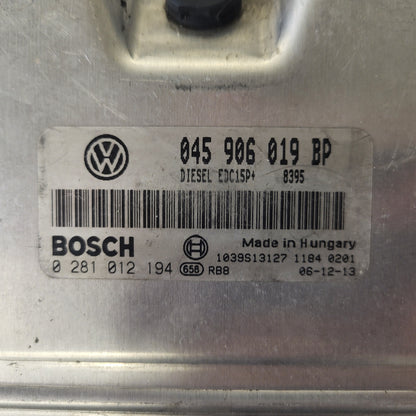 045 906 019 BP
DIESEL EDC15P+ 8395
BOSCH
Made in Hungary
1039S13127 1184 0201
0 281 012 194 658 RBB 06-12-13